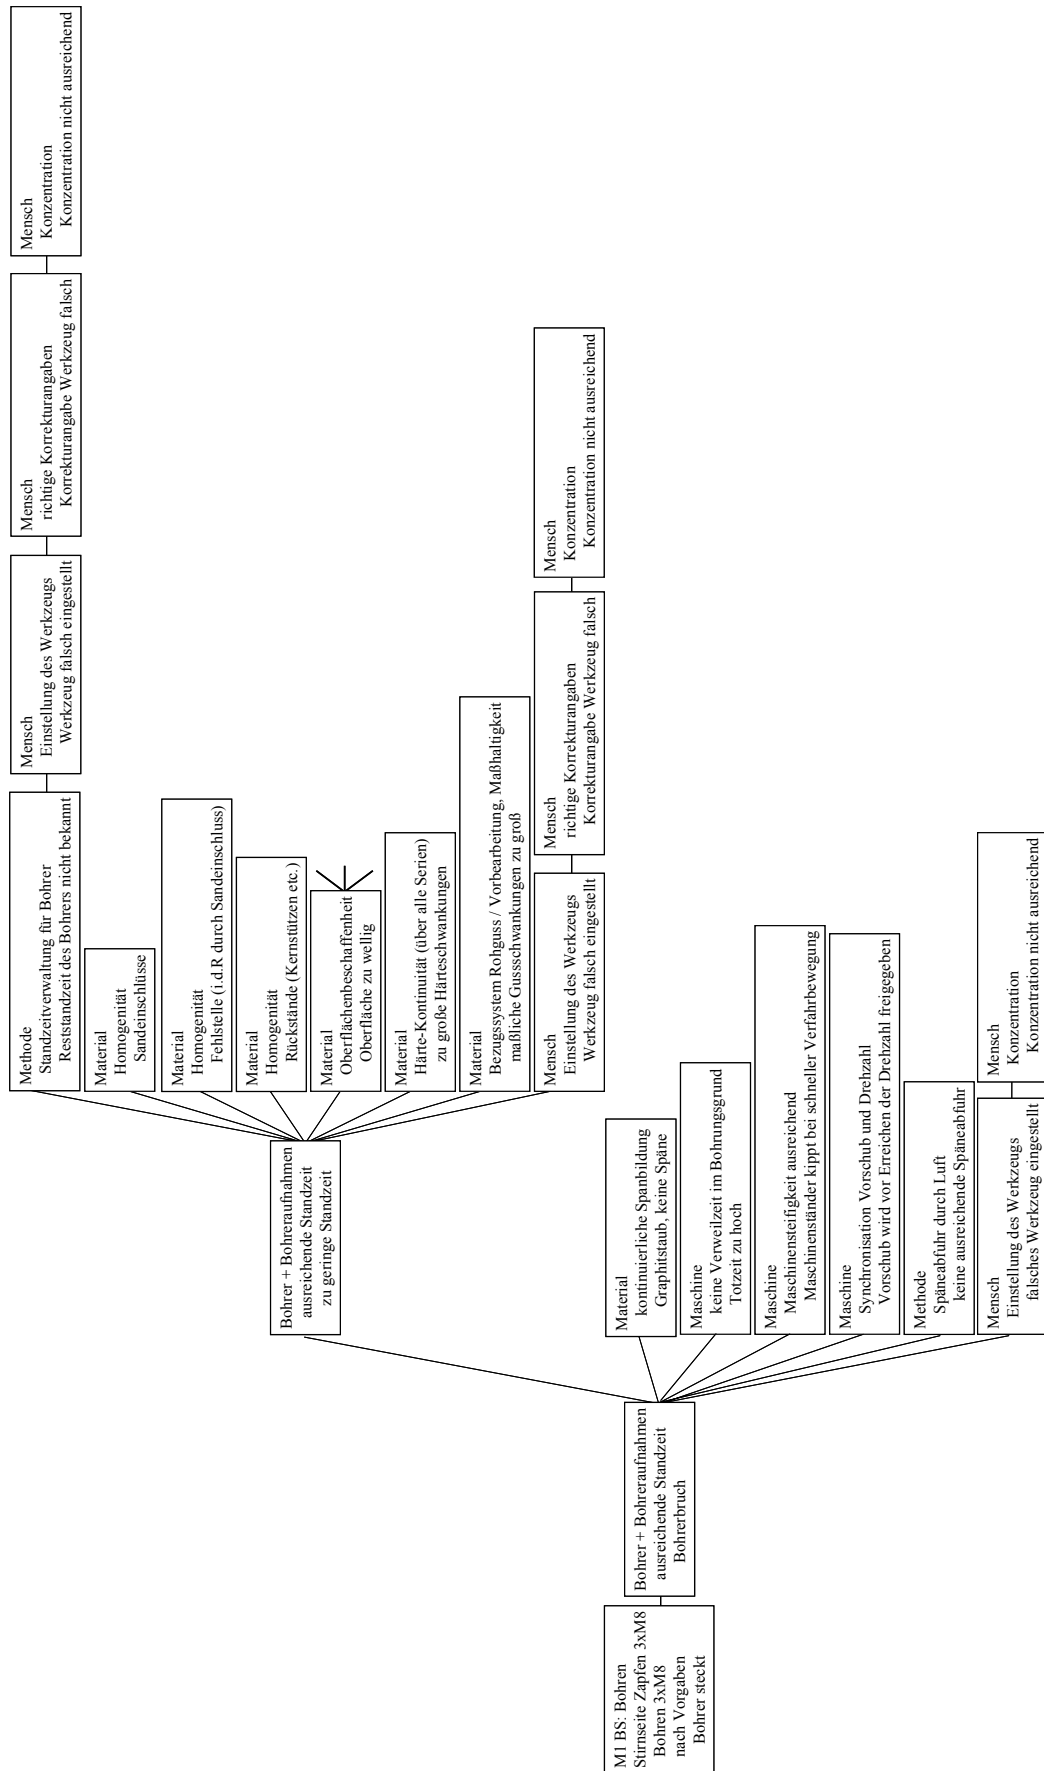 M1 BS: Bohren
Stirnseite Zapfen 3xM8
Bohren 3xM8
nach Vorgaben
Bohrer steckt
Bohrer + Bohreraufnahmen
ausreichende Standzeit
Bohrerbruch
Bohrer + Bohreraufnahmen
ausreichende Standzeit
zu geringe Standzeit
Methode
Standzeitverwaltung für Bohrer
Reststandzeit des Bohrers nicht bekannt
Mensch
Einstellung des Werkzeugs
Werkzeug falsch eingestellt
Mensch
richtige Korrekturangaben
Korrekturangabe Werkzeug falsch
Mensch
Konzentration
Konzentration nicht ausreichend
Material
Homogenität
Sandeinschlüsse
Material
Homogenität
Fehlstelle (i.d.R durch Sandeinschluss)
Material
Homogenität
Rückstände (Kernstützen etc.)
Material
Oberflächenbeschaffenheit
Oberfläche zu wellig
Material
Härte-Kontinuität (über alle Serien)
zu große Härteschwankungen
Material
Bezugssystem Rohguss / Vorbearbeitung, Maßhaltigkeit
maßliche Gussschwankungen zu groß
Mensch
Einstellung des Werkzeugs
Werkzeug falsch eingestellt
Mensch
richtige Korrekturangaben
Korrekturangabe Werkzeug falsch
Mensch
Konzentration
Konzentration nicht ausreichend
Material
kontinuierliche Spanbildung
Graphitstaub, keine Späne
Maschine
keine Verweilzeit im Bohrungsgrund
Totzeit zu hoch
Maschine
Maschinensteifigkeit ausreichend
Maschinenständer kippt bei schneller Verfahrbewegung
Maschine
Synchronisation Vorschub und Drehzahl
Vorschub wird vor Erreichen der Drehzahl freigegeben
Methode
Späneabfuhr durch Luft
keine ausreichende Späneabfuhr
Mensch
Einstellung des Werkzeugs
falsches Werkzeug eingestellt
Mensch
Konzentration
Konzentration nicht ausreichend